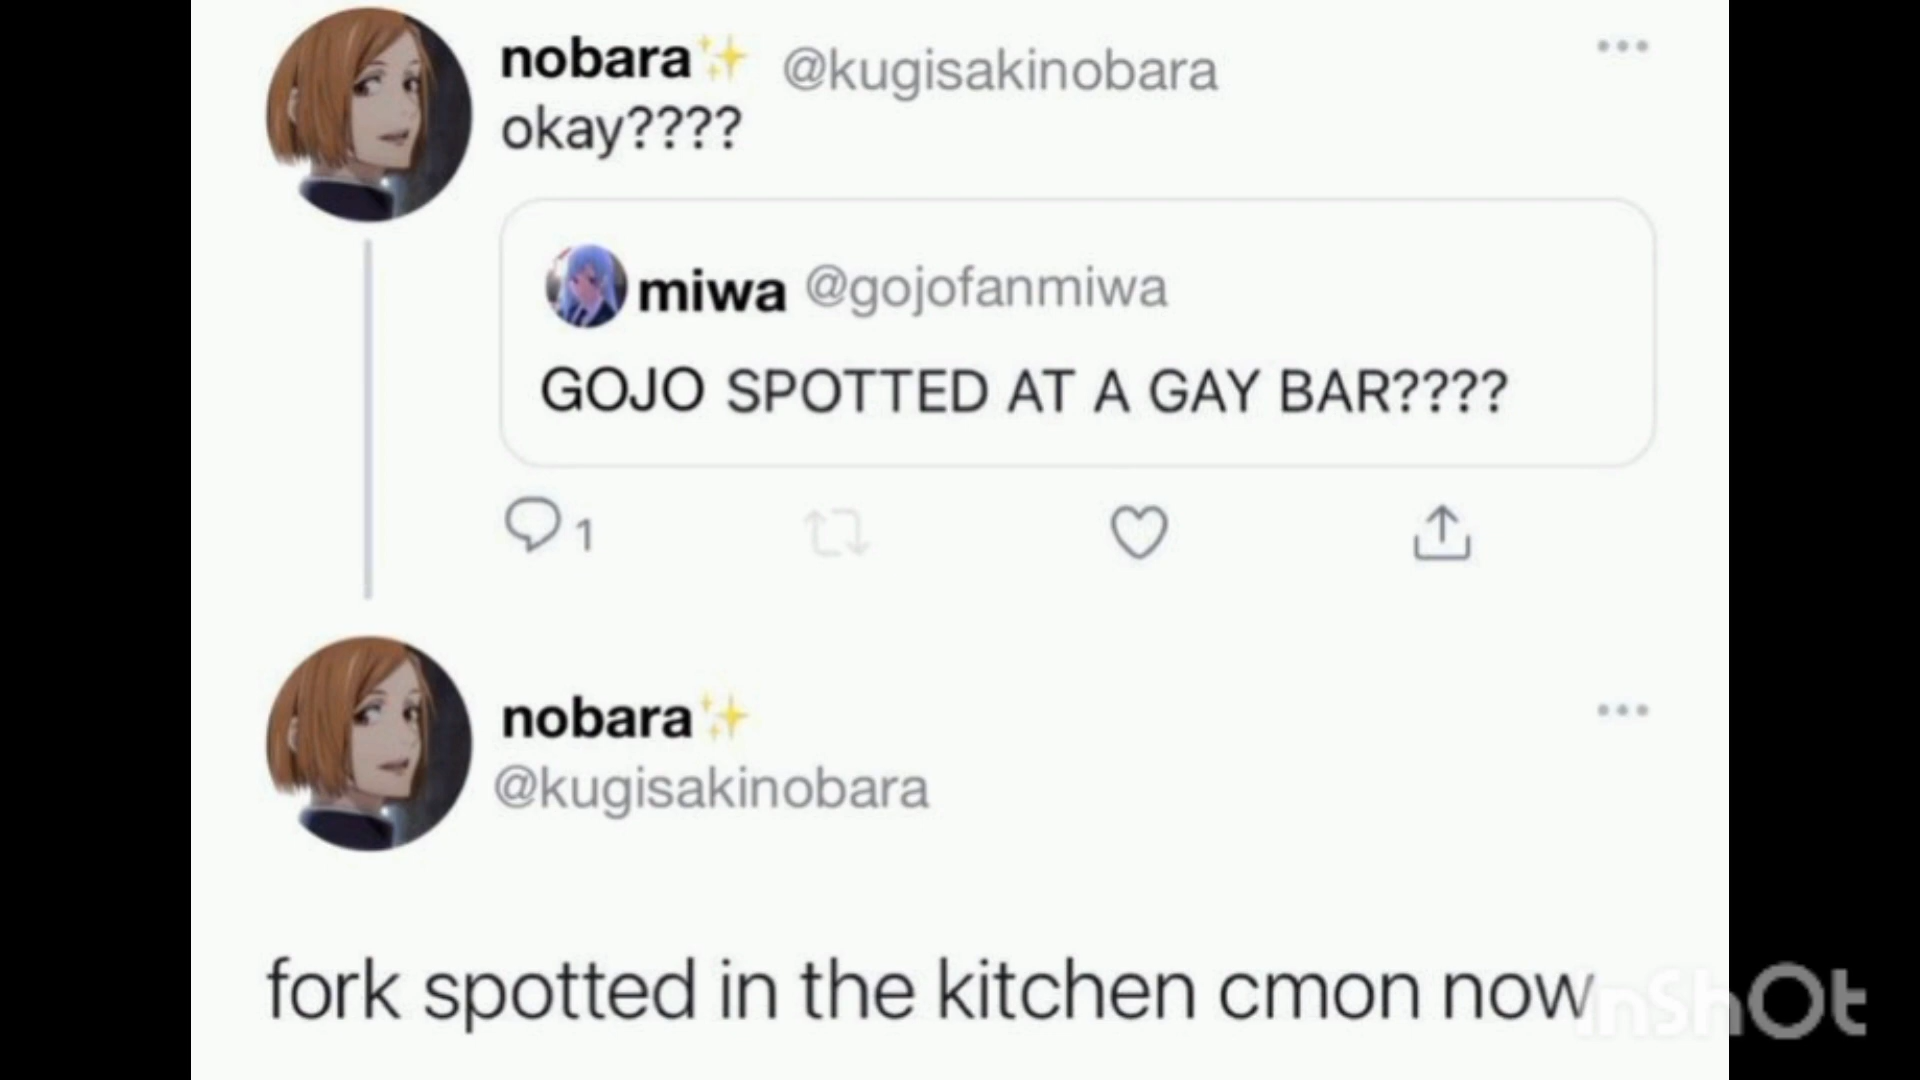 nobara✨ @kugisakinobara
okay????
miwa @gojofanmiwa
GOJO SPOTTED AT A GAY BAR????
1
nobara✨
@kugisakinobara
fork spotted in the kitchen cmon now
InShOt